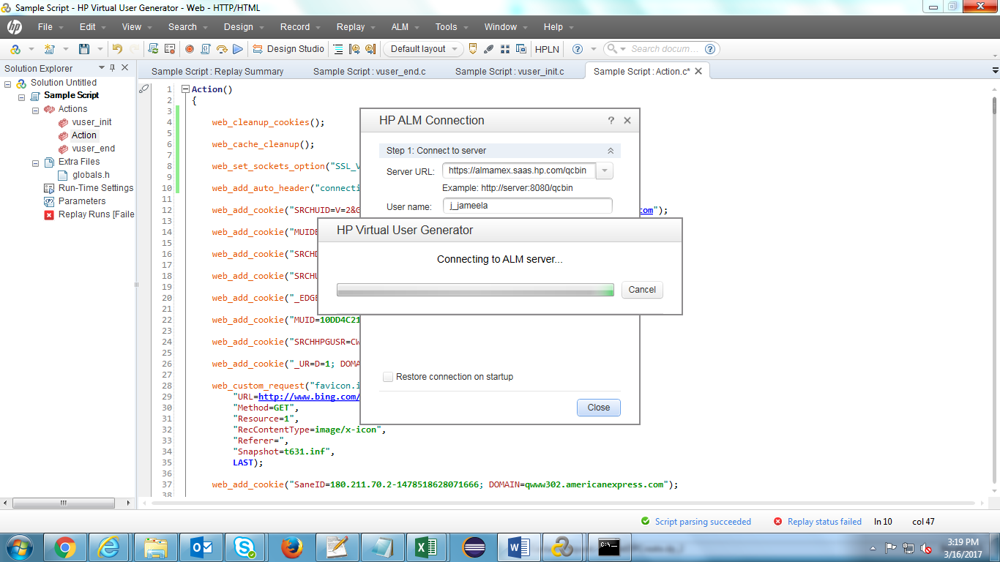 Sample Script - HP Virtual User Generator - Web - HTTP/HTML
hp File Edit View Search Design Record Replay ALM Tools Window Help
Design Studio Default layout HPLN ? Search docum... ?
Solution Explorer
Solution Untitled
Sample Script
Actions
vuser_init
Action
vuser_end
Extra Files
globals.h
Run-Time Settings
Parameters
Replay Runs [Faile
Sample Script : Replay Summary Sample Script : vuser_end.c Sample Script : vuser_init.c Sample Script : Action.c*
1 Action()
2 {
3
4 web_cleanup_cookies();
5
6 web_cache_cleanup();
7
8 web_set_sockets_option("SSL_V
9
10 web_add_auto_header("connecti
11
12 web_add_cookie("SRCHUID=V=2&G com");
13
14 web_add_cookie("MUIDB
15
16 web_add_cookie("SRCHD
17
18 web_add_cookie("SRCHU
19
20 web_add_cookie("_EDGE
21
22 web_add_cookie("MUID=10DD4C21
23
24 web_add_cookie("SRCHHPGUSR=CW
25
26 web_add_cookie("_UR=D=1; DOMA
27
28 web_custom_request("favicon.i
29 "URL=http://www.bing.com/
30 "Method=GET",
31 "Resource=1",
32 "RecContentType=image/x-icon",
33 "Referer=",
34 "Snapshot=t631.inf",
35 LAST);
36
37 web_add_cookie("SaneID=180.211.70.2-1478518628071666; DOMAIN=qwww302.americanexpress.com");
38
HP ALM Connection ?
Step 1: Connect to server
Server URL: https://almamex.saas.hp.com/qcbin
Example: http://server:8080/qcbin
User name: j_jameela
HP Virtual User Generator
Connecting to ALM server...
Cancel
Restore connection on startup
Close
Script parsing succeeded Replay status failed ln 10 col 47
3:19 PM
3/16/2017